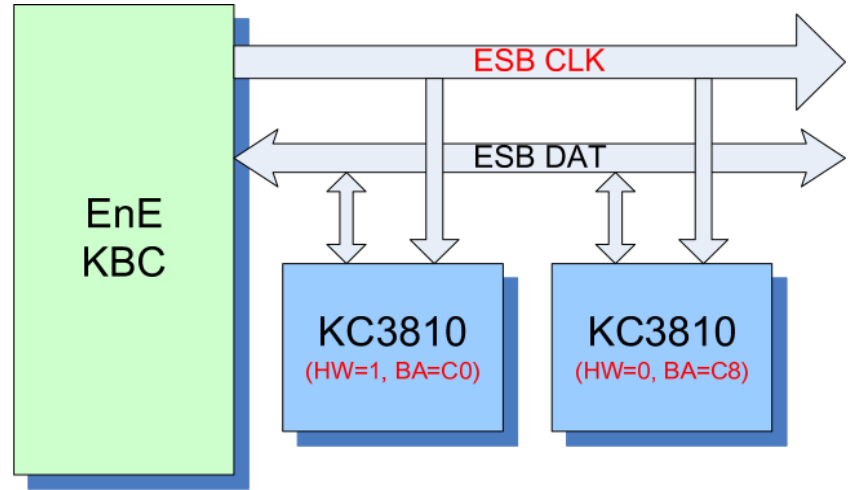 ESB CLK
ESB DAT
EnE
KBC
KC3810
(HW=1, BA=C0)
KC3810
(HW=0, BA=C8)